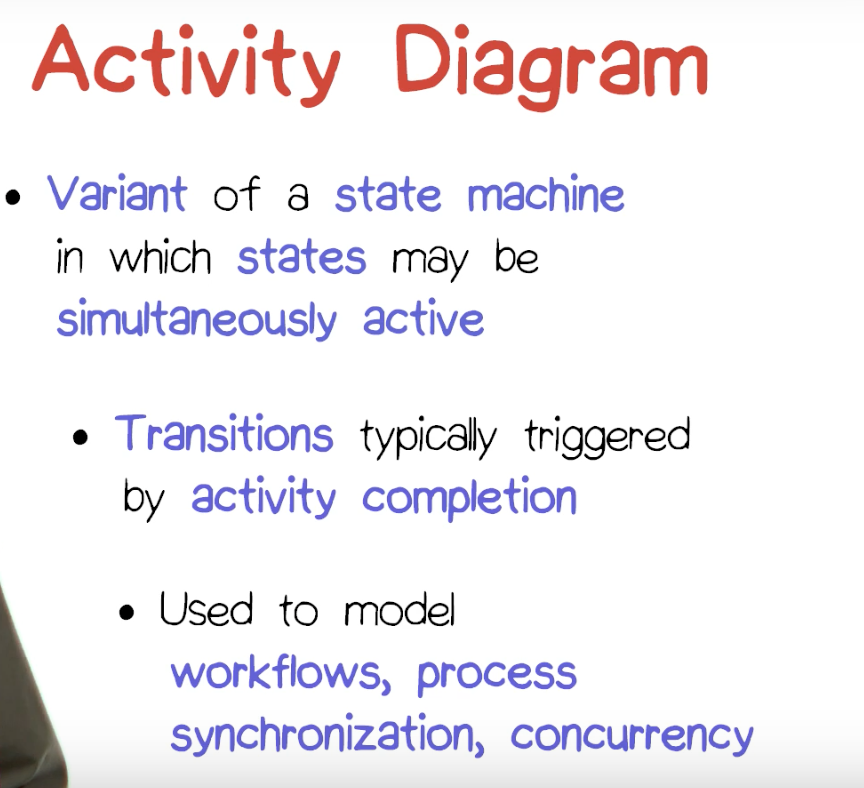 Activity Diagram
• Variant of a state machine
in which states may be
simultaneously active
• Transitions typically triggered
by activity completion
• Used to model
workflows, process
synchronization, concurrency